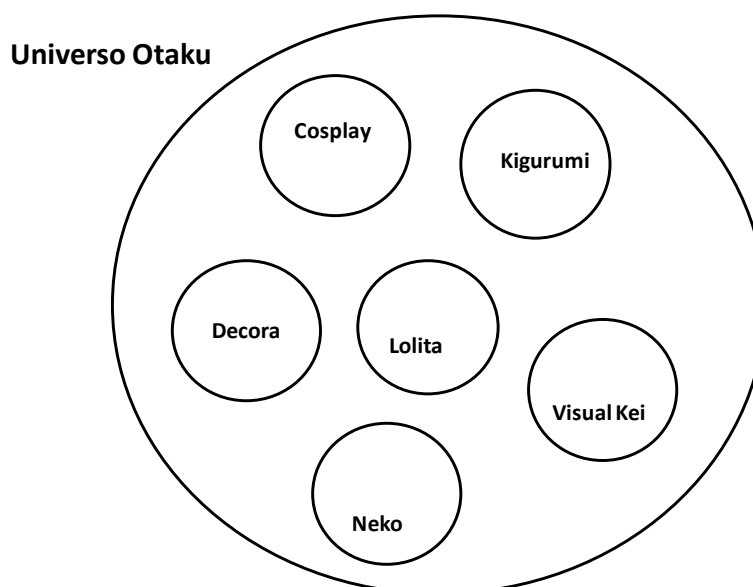 Universo Otaku
Cosplay
Kigurumi
Decora
Lolita
Visual Kei
Neko